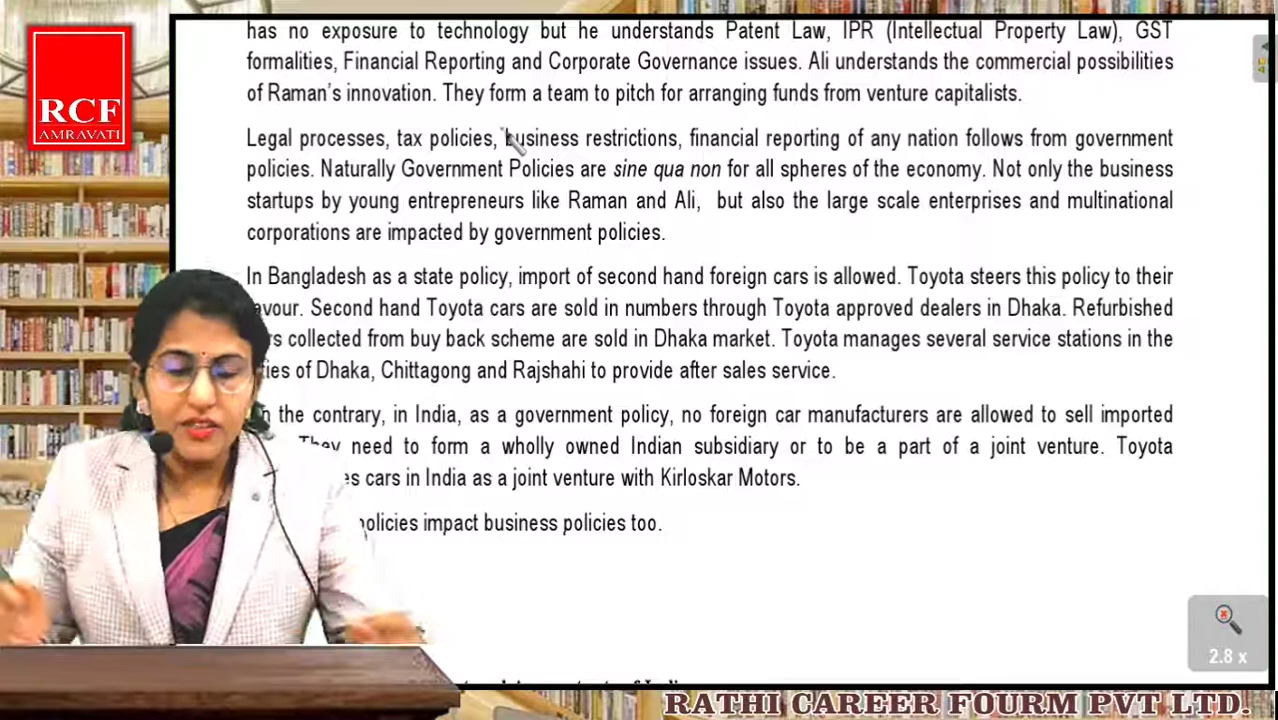 RCF
AMRAVATI
has no exposure to technology but he understands Patent Law, IPR (Intellectual Property Law), GST
formalities, Financial Reporting and Corporate Governance issues. Ali understands the commercial possibilities
of Raman's innovation. They form a team to pitch for arranging funds from venture capitalists.
Legal processes, tax policies, business restrictions, financial reporting of any nation follows from government
policies. Naturally Government Policies are sine qua non for all spheres of the economy. Not only the business
startups by young entrepreneurs like Raman and Ali, but also the large scale enterprises and multinational
corporations are impacted by government policies.
In Bangladesh as a state policy, import of second hand foreign cars is allowed. Toyota steers this policy to their
avour. Second hand Toyota cars are sold in numbers through Toyota approved dealers in Dhaka. Refurbished
rs collected from buy back scheme are sold in Dhaka market. Toyota manages several service stations in the
ties of Dhaka, Chittagong and Rajshahi to provide after sales service.
n the contrary, in India, as a government policy, no foreign car manufacturers are allowed to sell imported
They need to form a wholly owned Indian subsidiary or to be a part of a joint venture. Toyota
es cars in India as a joint venture with Kirloskar Motors.
policies impact business policies too.
2.8 x
RATHI CAREER FOURM PVT LTD.